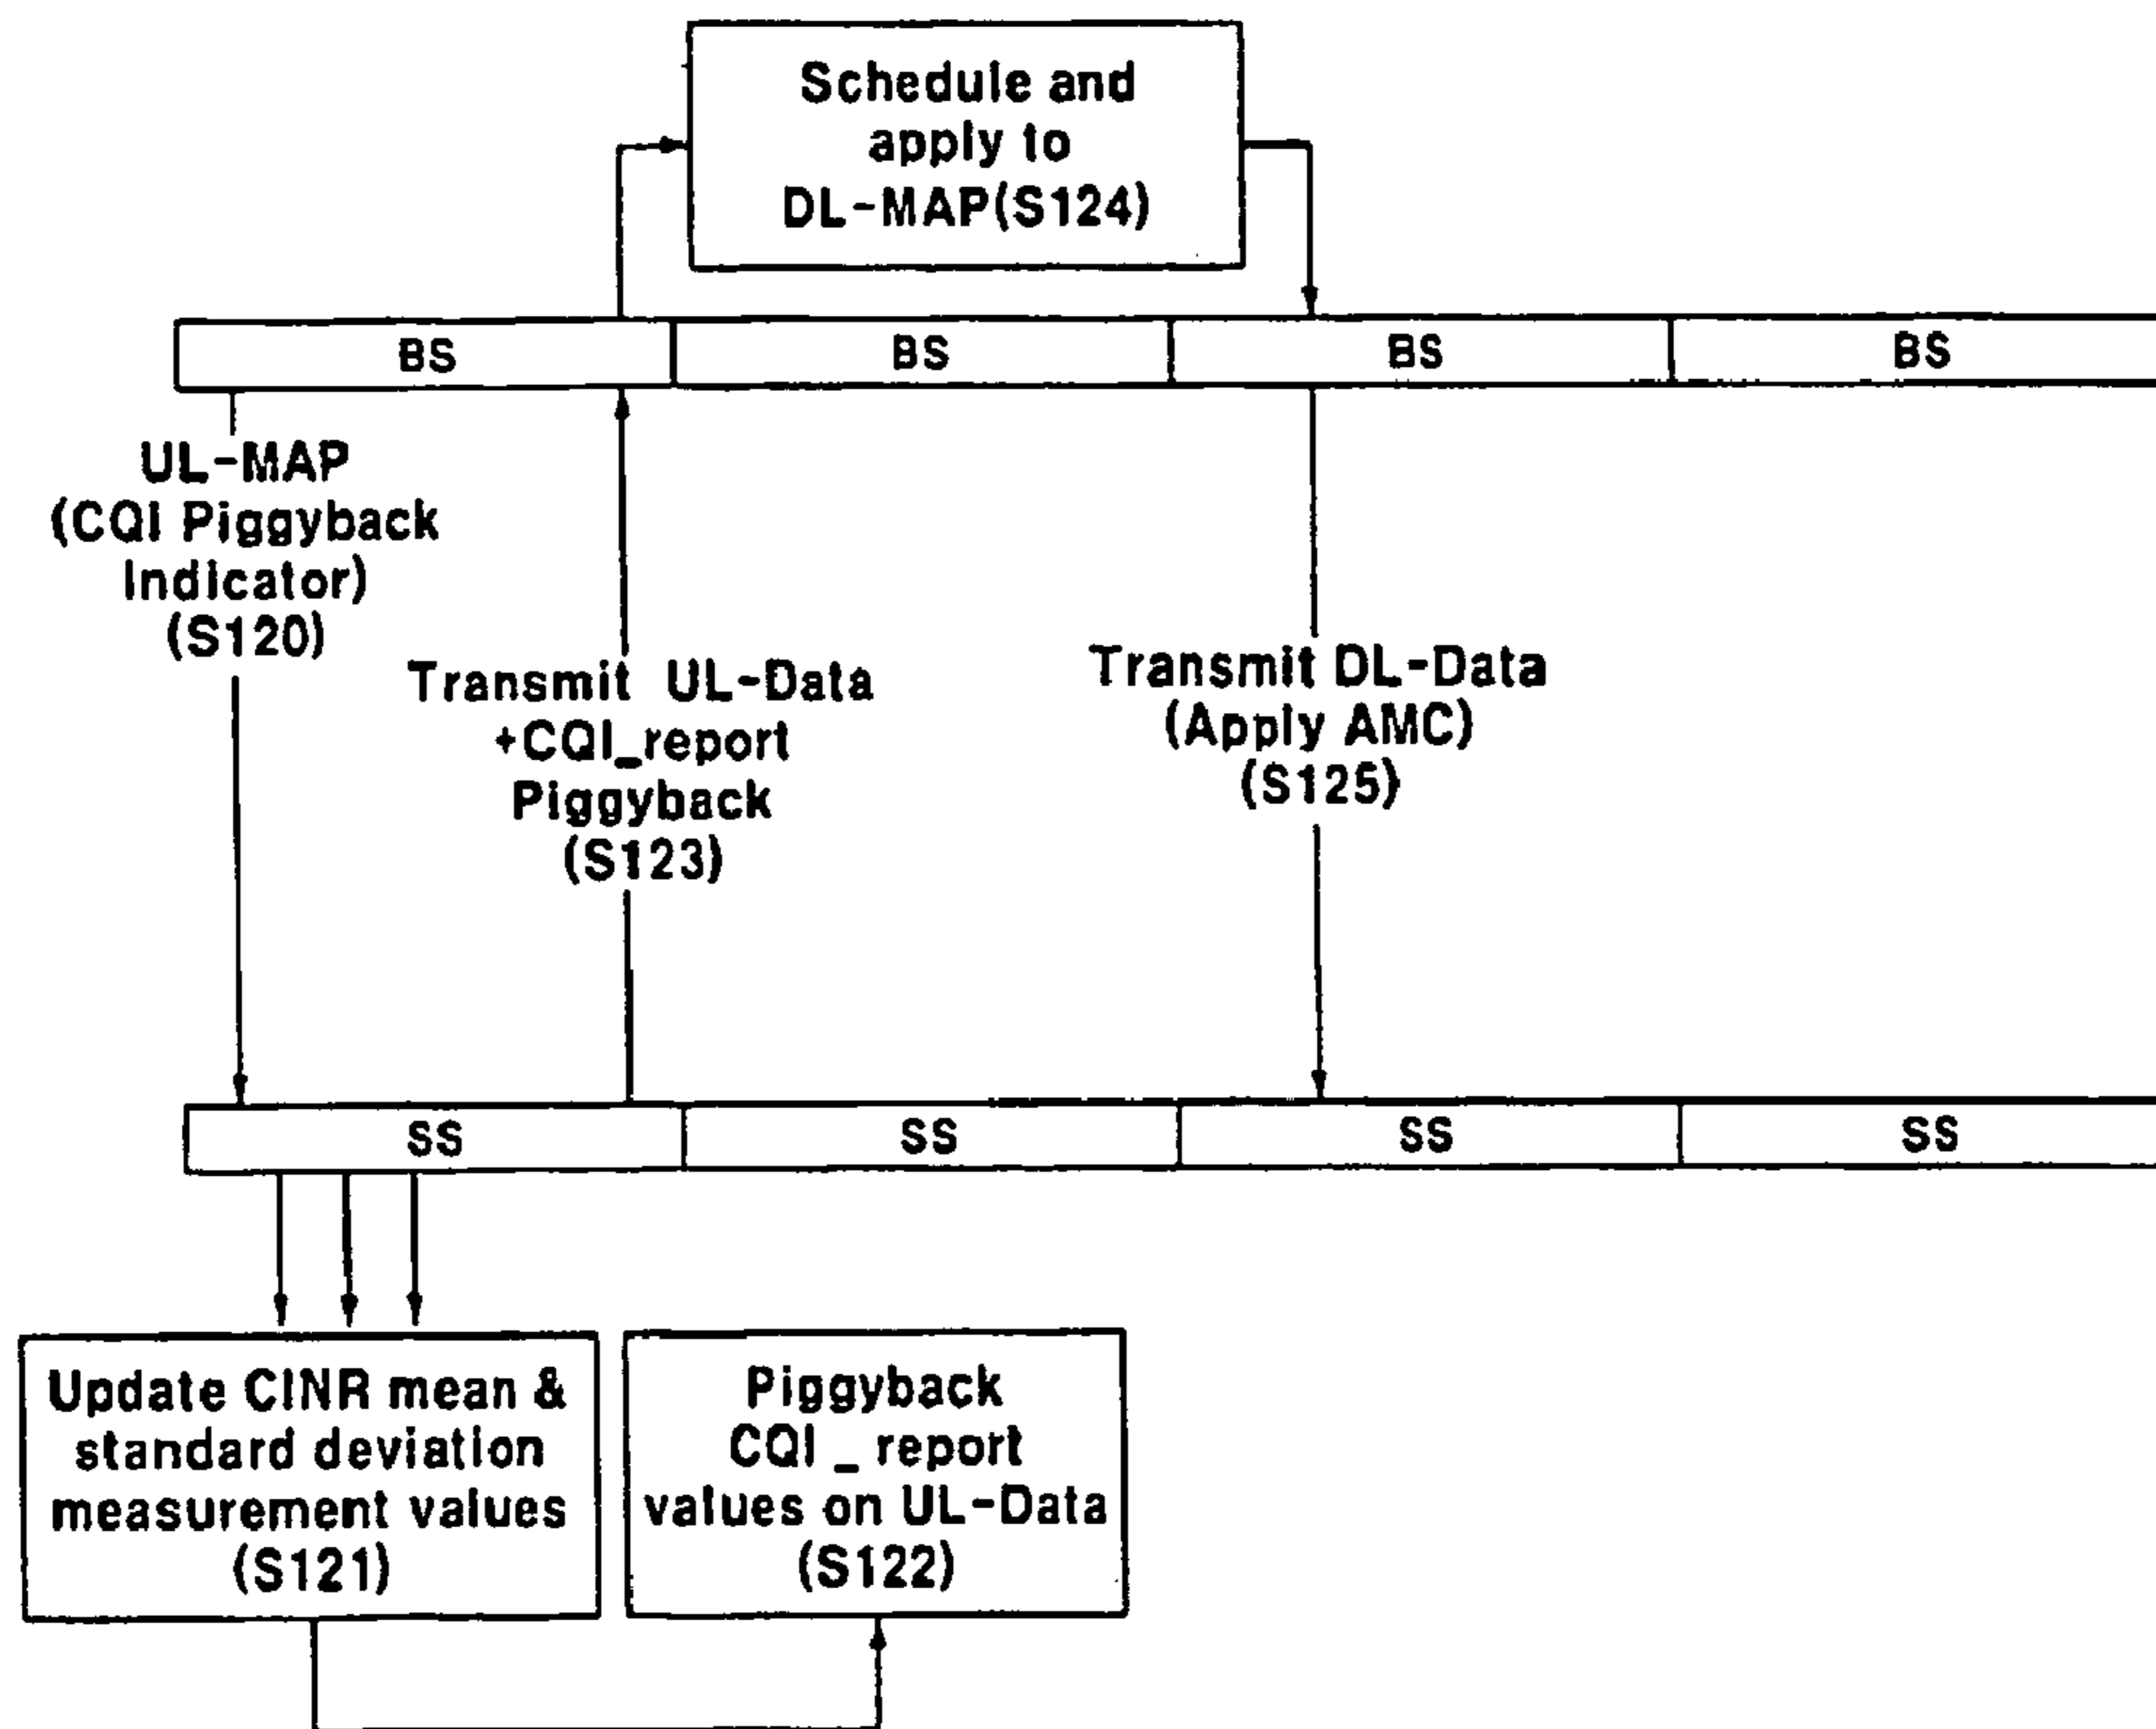 Schedule and
apply to
DL-MAP(S124)
BS
BS
BS
BS
UL-MAP
(CQI Piggyback
Indicator)
(S120)
Transmit UL-Data
+CQI_report
Piggyback
(S123)
Transmit DL-Data
(Apply AMC)
(S125)
SS
SS
SS
SS
Update CINR mean &
standard deviation
measurement values
(S121)
Piggyback
CQI _ report
values on UL-Data
(S122)